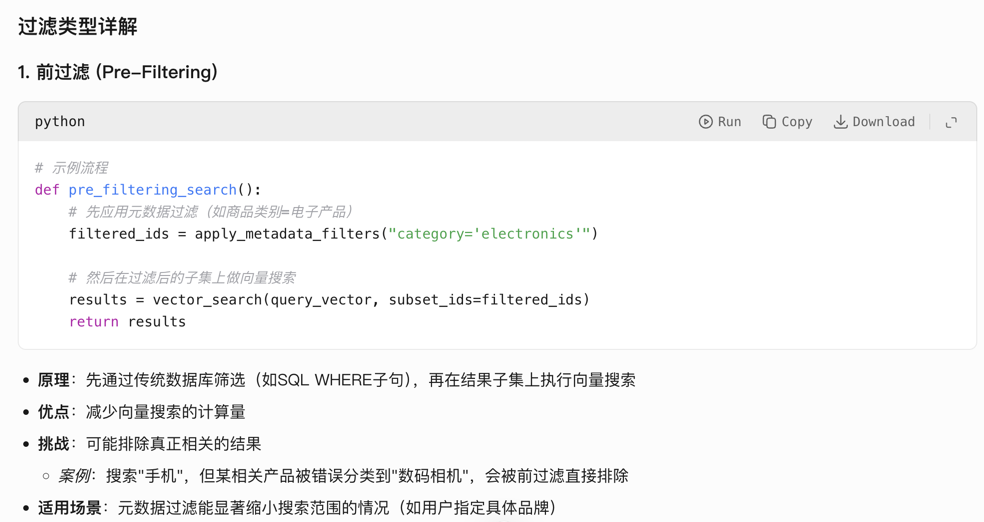 过滤类型详解
1. 前过滤 (Pre-Filtering)
python Run Copy Download
# 示例流程
def pre_filtering_search():
    # 先应用元数据过滤（如商品类别=电子产品）
    filtered_ids = apply_metadata_filters("category='electronics'")
    # 然后在过滤后的子集上做向量搜索
    results = vector_search(query_vector, subset_ids=filtered_ids)
    return results
• 原理：先通过传统数据库筛选（如SQL WHERE子句），再在结果子集上执行向量搜索
• 优点：减少向量搜索的计算量
• 挑战：可能排除真正相关的结果
◦ 案例：搜索"手机"，但某相关产品被错误分类到"数码相机"，会被前过滤直接排除
• 适用场景：元数据过滤能显著缩小搜索范围的情况（如用户指定具体品牌）